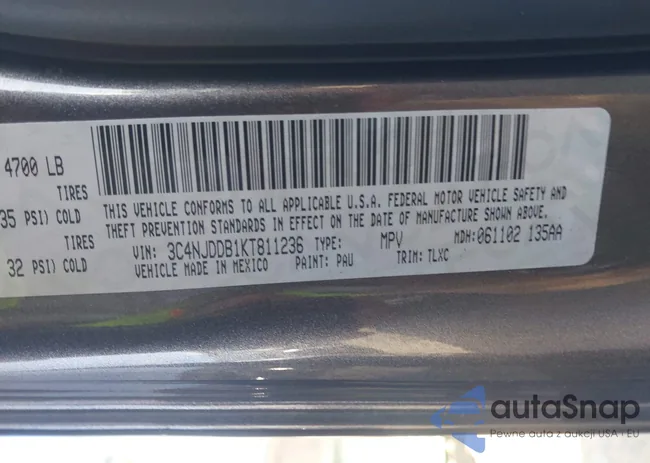 4700 LB
TIRES
35 PSI) COLD
TIRES
32 PSI) COLD
THIS VEHICLE CONFORMS TO ALL APPLICABLE U.S.A. FEDERAL MOTOR VEHICLE SAFETY AND
THEFT PREVENTION STANDARDS IN EFFECT ON THE DATE OF MANUFACTURE SHOWN ABOVE.
VIN: 3C4NJDDB1KT811236 TYPE: MPV MDH:061102 135AA
VEHICLE MADE IN MEXICO PAINT: PAU TRIM: TLXC
autaSnap
Pewne auta z aukcji USA i EU